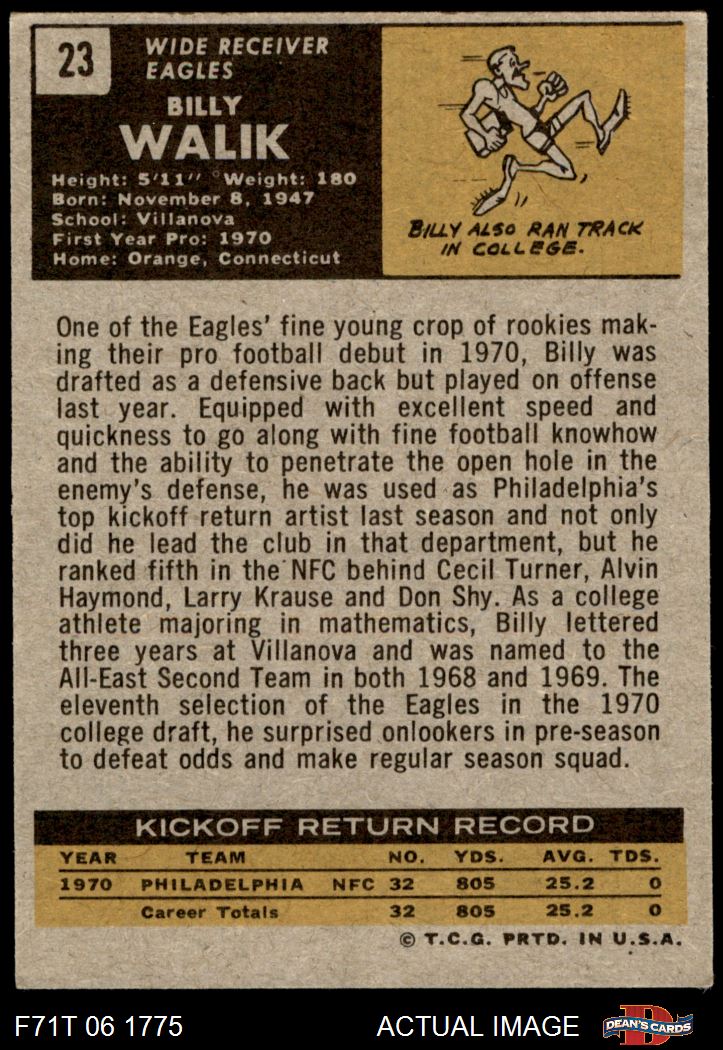 23
WIDE RECEIVER
EAGLES
BILLY
WALIK
Height: 5'11" Weight: 180
Born: November 8, 1947
School: Villanova
First Year Pro: 1970
Home: Orange, Connecticut
BILLY ALSO RAN TRACK
IN COLLEGE.
One of the Eagles' fine young crop of rookies mak-
ing their pro football debut in 1970, Billy was
drafted as a defensive back but played on offense
last year. Equipped with excellent speed and
quickness to go along with fine football knowhow
and the ability to penetrate the open hole in the
enemy's defense, he was used as Philadelphia's
top kickoff return artist last season and not only
did he lead the club in that department, but he
ranked fifth in the NFC behind Cecil Turner, Alvin
Haymond, Larry Krause and Don Shy. As a college
athlete majoring in mathematics, Billy lettered
three years at Villanova and was named to the
All-East Second Team in both 1968 and 1969. The
eleventh selection of the Eagles in the 1970
college draft, he surprised onlookers in pre-season
to defeat odds and make regular season squad.
KICKOFF RETURN RECORD
YEAR TEAM NO. YDS. AVG. TDS.
1970 PHILADELPHIA NFC 32 805 25.2 0
Career Totals 32 805 25.2 0
© T.C.G. PRTD. IN U.S.A.
F71T 06 1775 ACTUAL IMAGE D DEAN'S CARDS